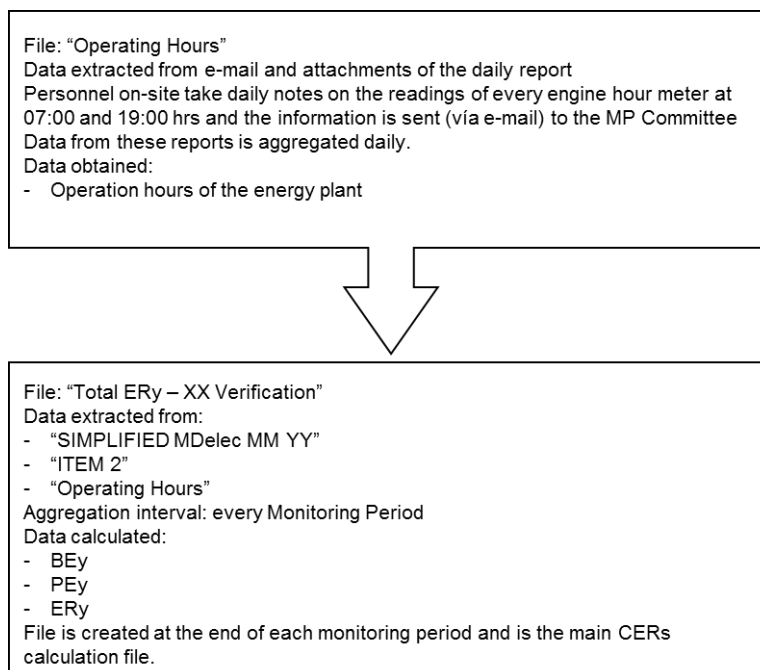 File: “Operating Hours”
Data extracted from e-mail and attachments of the daily report
Personnel on-site take daily notes on the readings of every engine hour meter at
07:00 and 19:00 hrs and the information is sent (vía e-mail) to the MP Committee
Data from these reports is aggregated daily.
Data obtained:
- Operation hours of the energy plant
File: “Total ERy – XX Verification”
Data extracted from:
- “SIMPLIFIED MDelec MM YY”
- “ITEM 2”
- “Operating Hours”
Aggregation interval: every Monitoring Period
Data calculated:
- BEy
- PEy
- ERy
File is created at the end of each monitoring period and is the main CERs
calculation file.